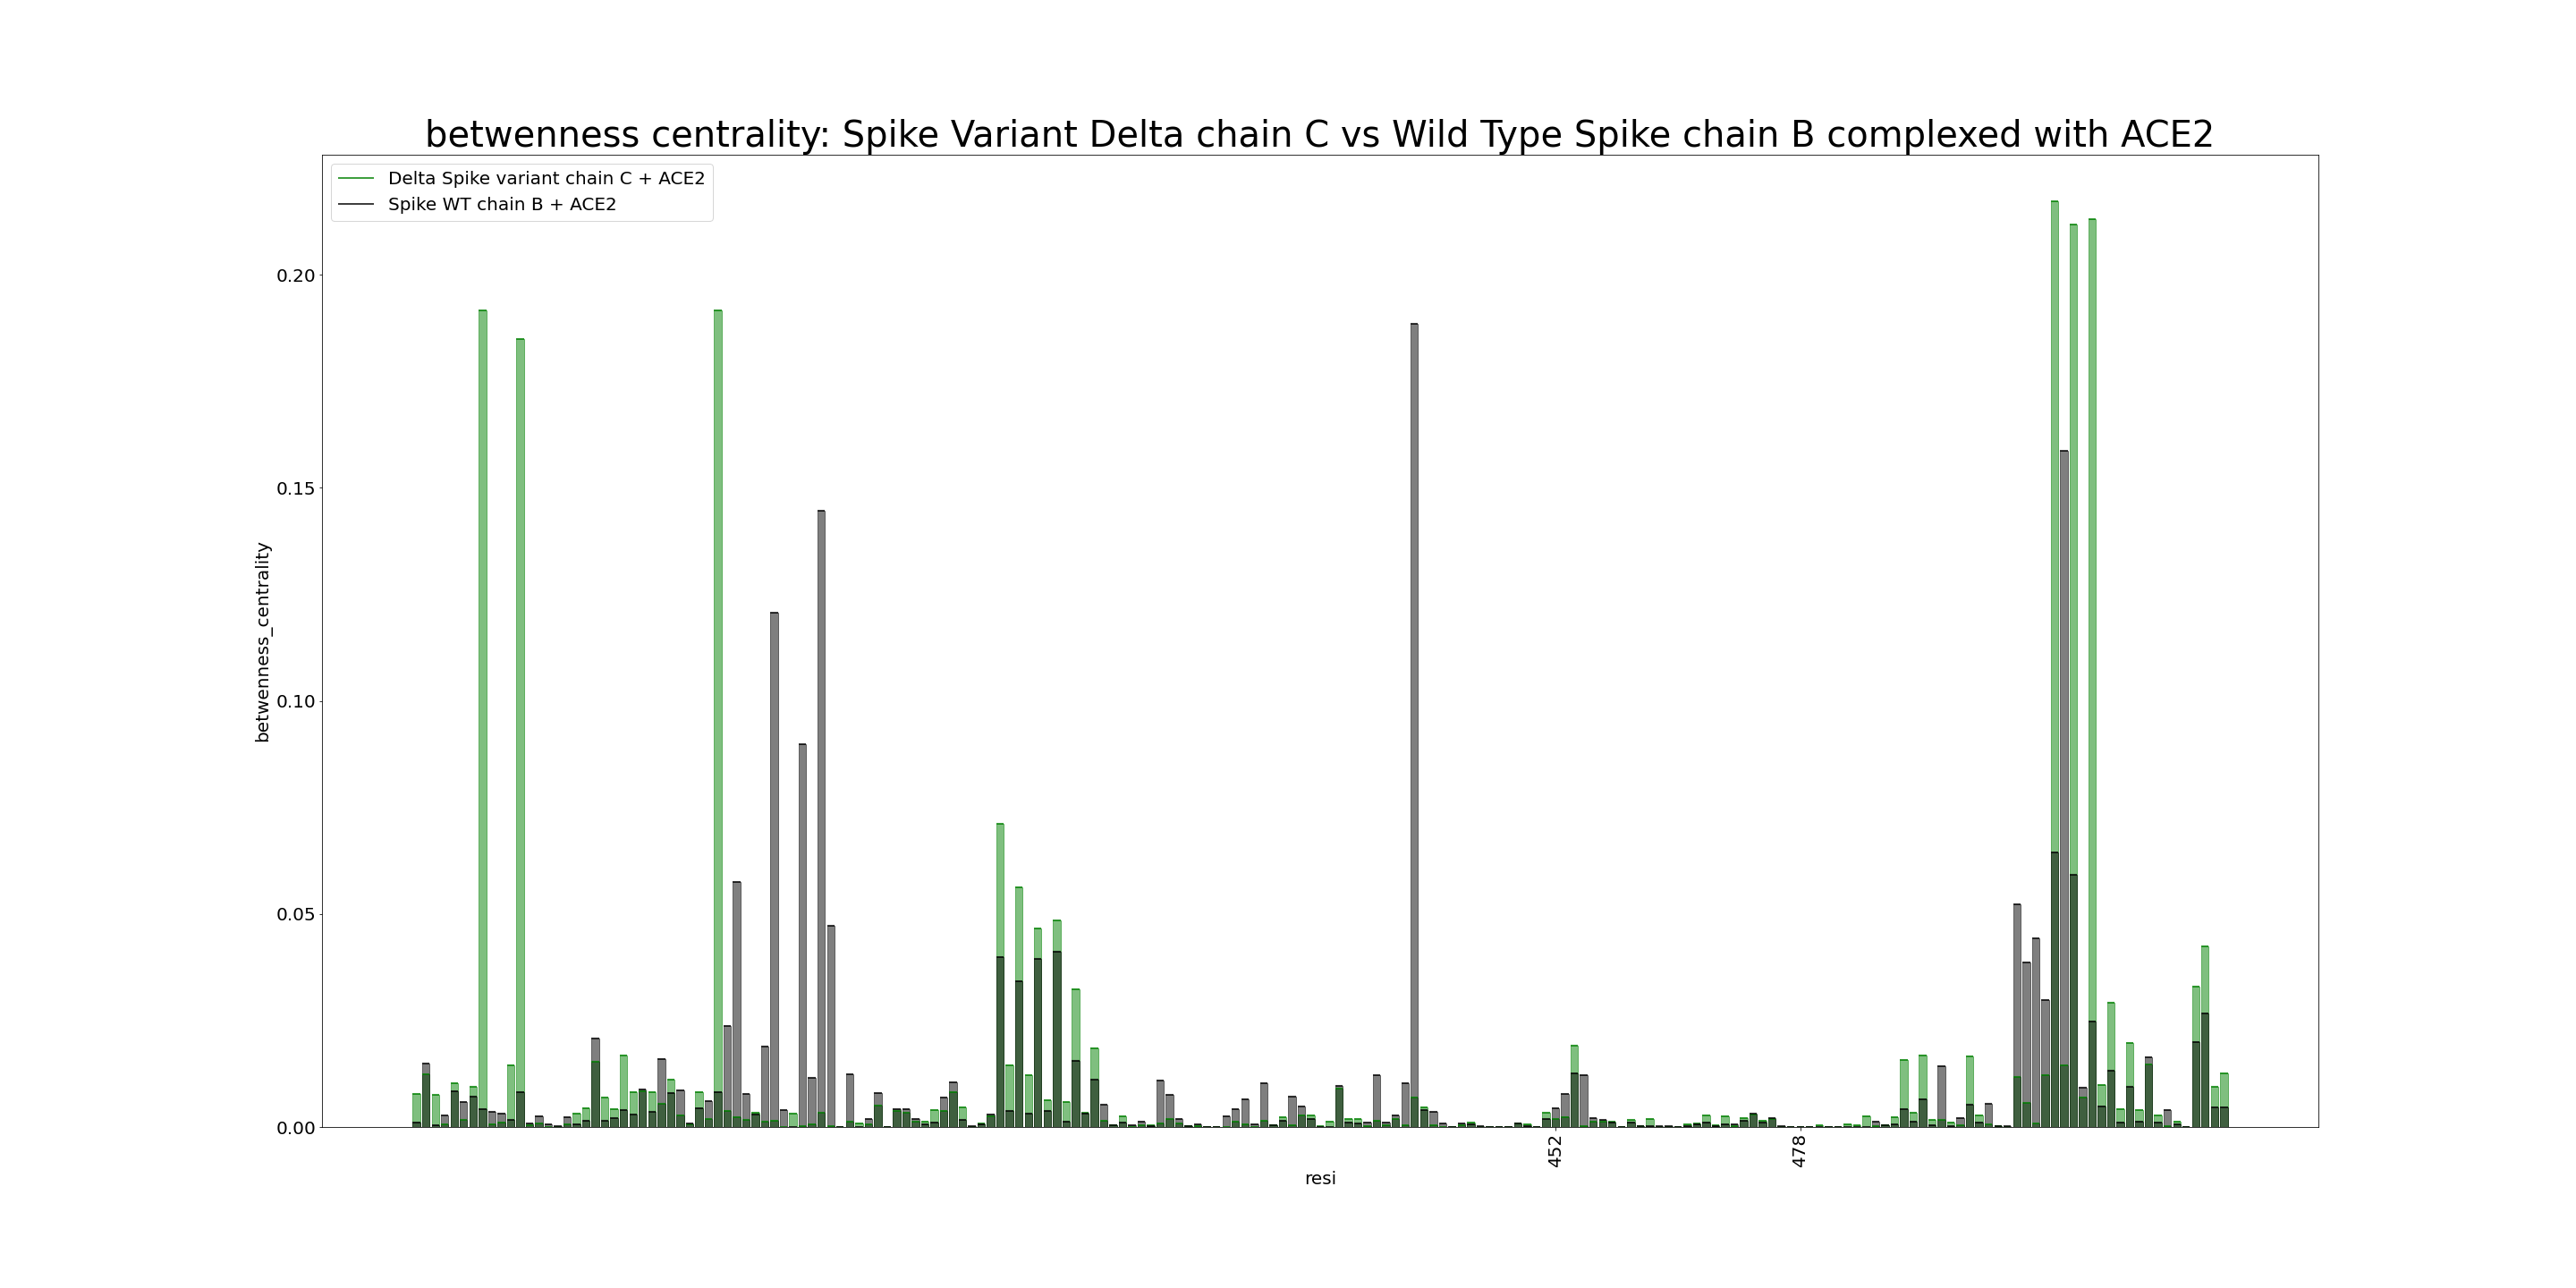 betwenness centrality: Spike Variant Delta chain C vs Wild Type Spike chain B complexed with ACE2
Delta Spike variant chain C + ACE2
Spike WT chain B + ACE2
0.20
0.15
0.10
0.05
0.00
betwenness_centrality
452
478
resi